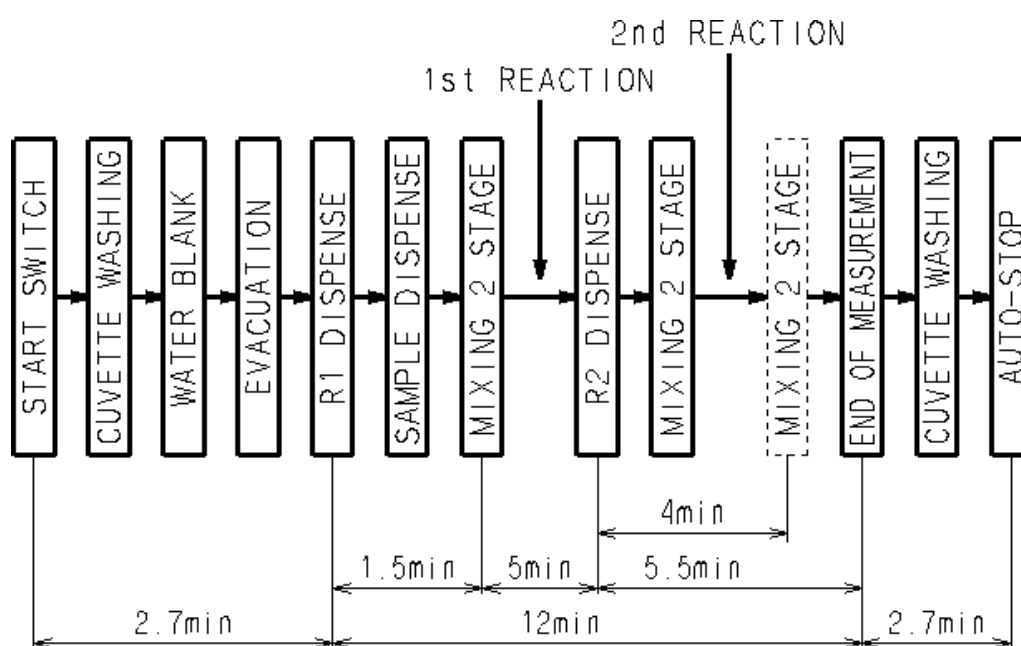 2nd REACTION
1st REACTION
START SWITCH
CUVETTE WASHING
WATER BLANK
EVACUATION
R1 DISPENSE
SAMPLE DISPENSE
MIXING 2 STAGE
R2 DISPENSE
MIXING 2 STAGE
MIXING 2 STAGE
END OF MEASUREMENT
CUVETTE WASHING
AUTO-STOP
4min
1.5min
5min
5.5min
2.7min
12min
2.7min